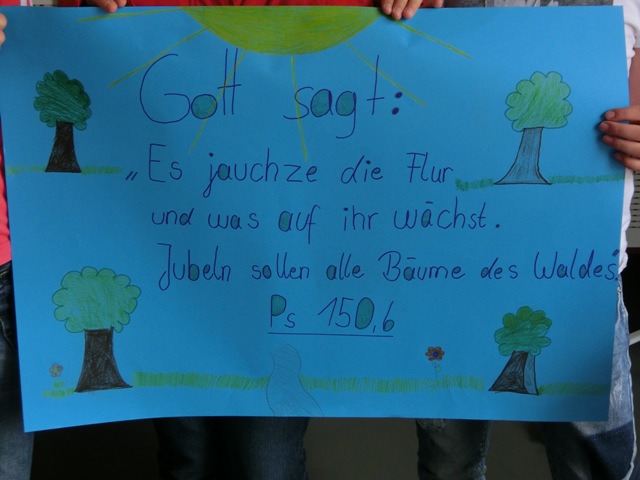 Gott sagt:
„Es jauchze die Flur
und was auf ihr wächst.
Jubeln sollen alle Bäume des Waldes."
Ps 150,6